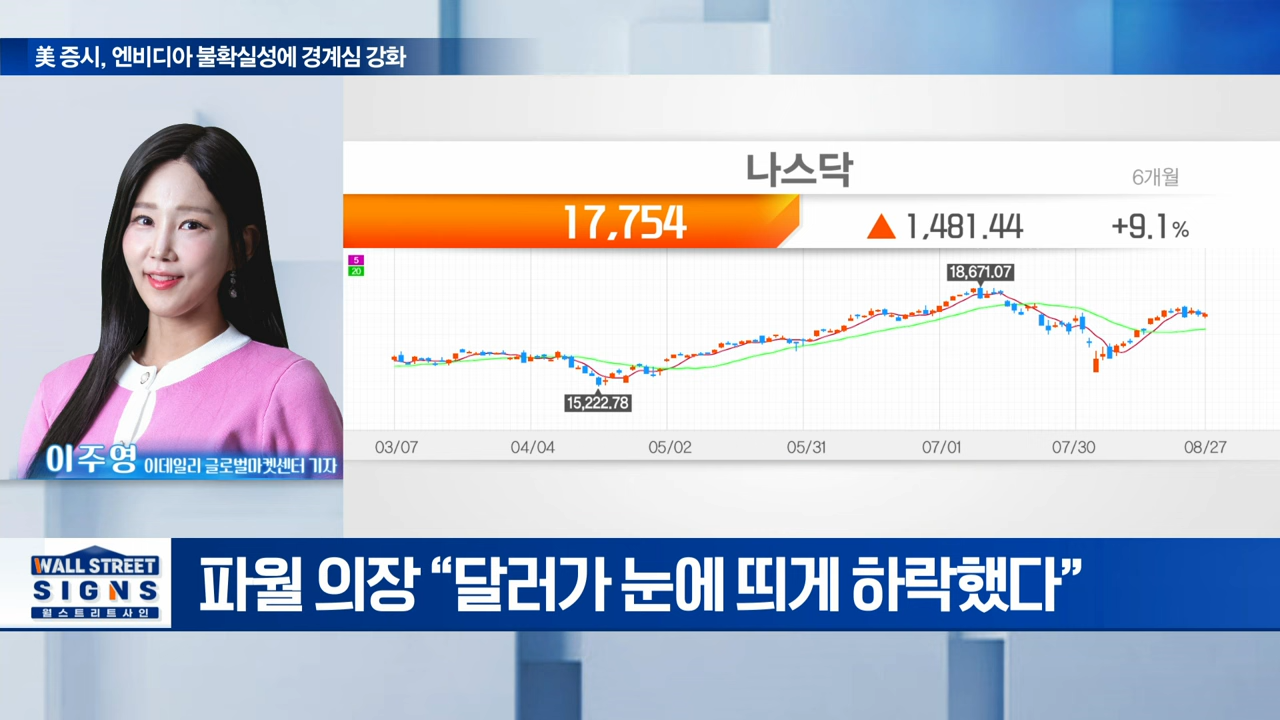 美 증시, 엔비디아 불확실성에 경계심 강화
나스닥
6개월
17,754
▲ 1,481.44
+9.1%
5
20
18,671.07
15,222.78
03/07
04/04
05/02
05/31
07/01
07/30
08/27
이주영 이데일리 글로벌마켓센터 기자
WALL STREET
SIGNS
월스트리트사인
파월 의장 “달러가 눈에 띄게 하락했다”